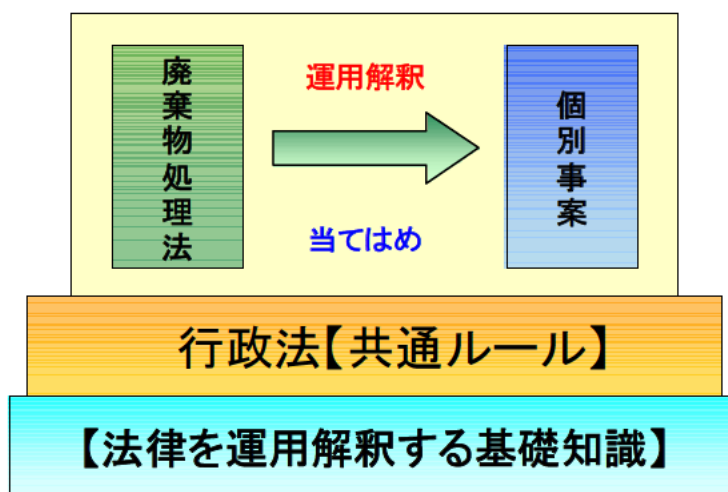 廃棄物処理法
運用解釈
当てはめ
個別事案
行政法【共通ルール】
【法律を運用解釈する基礎知識】